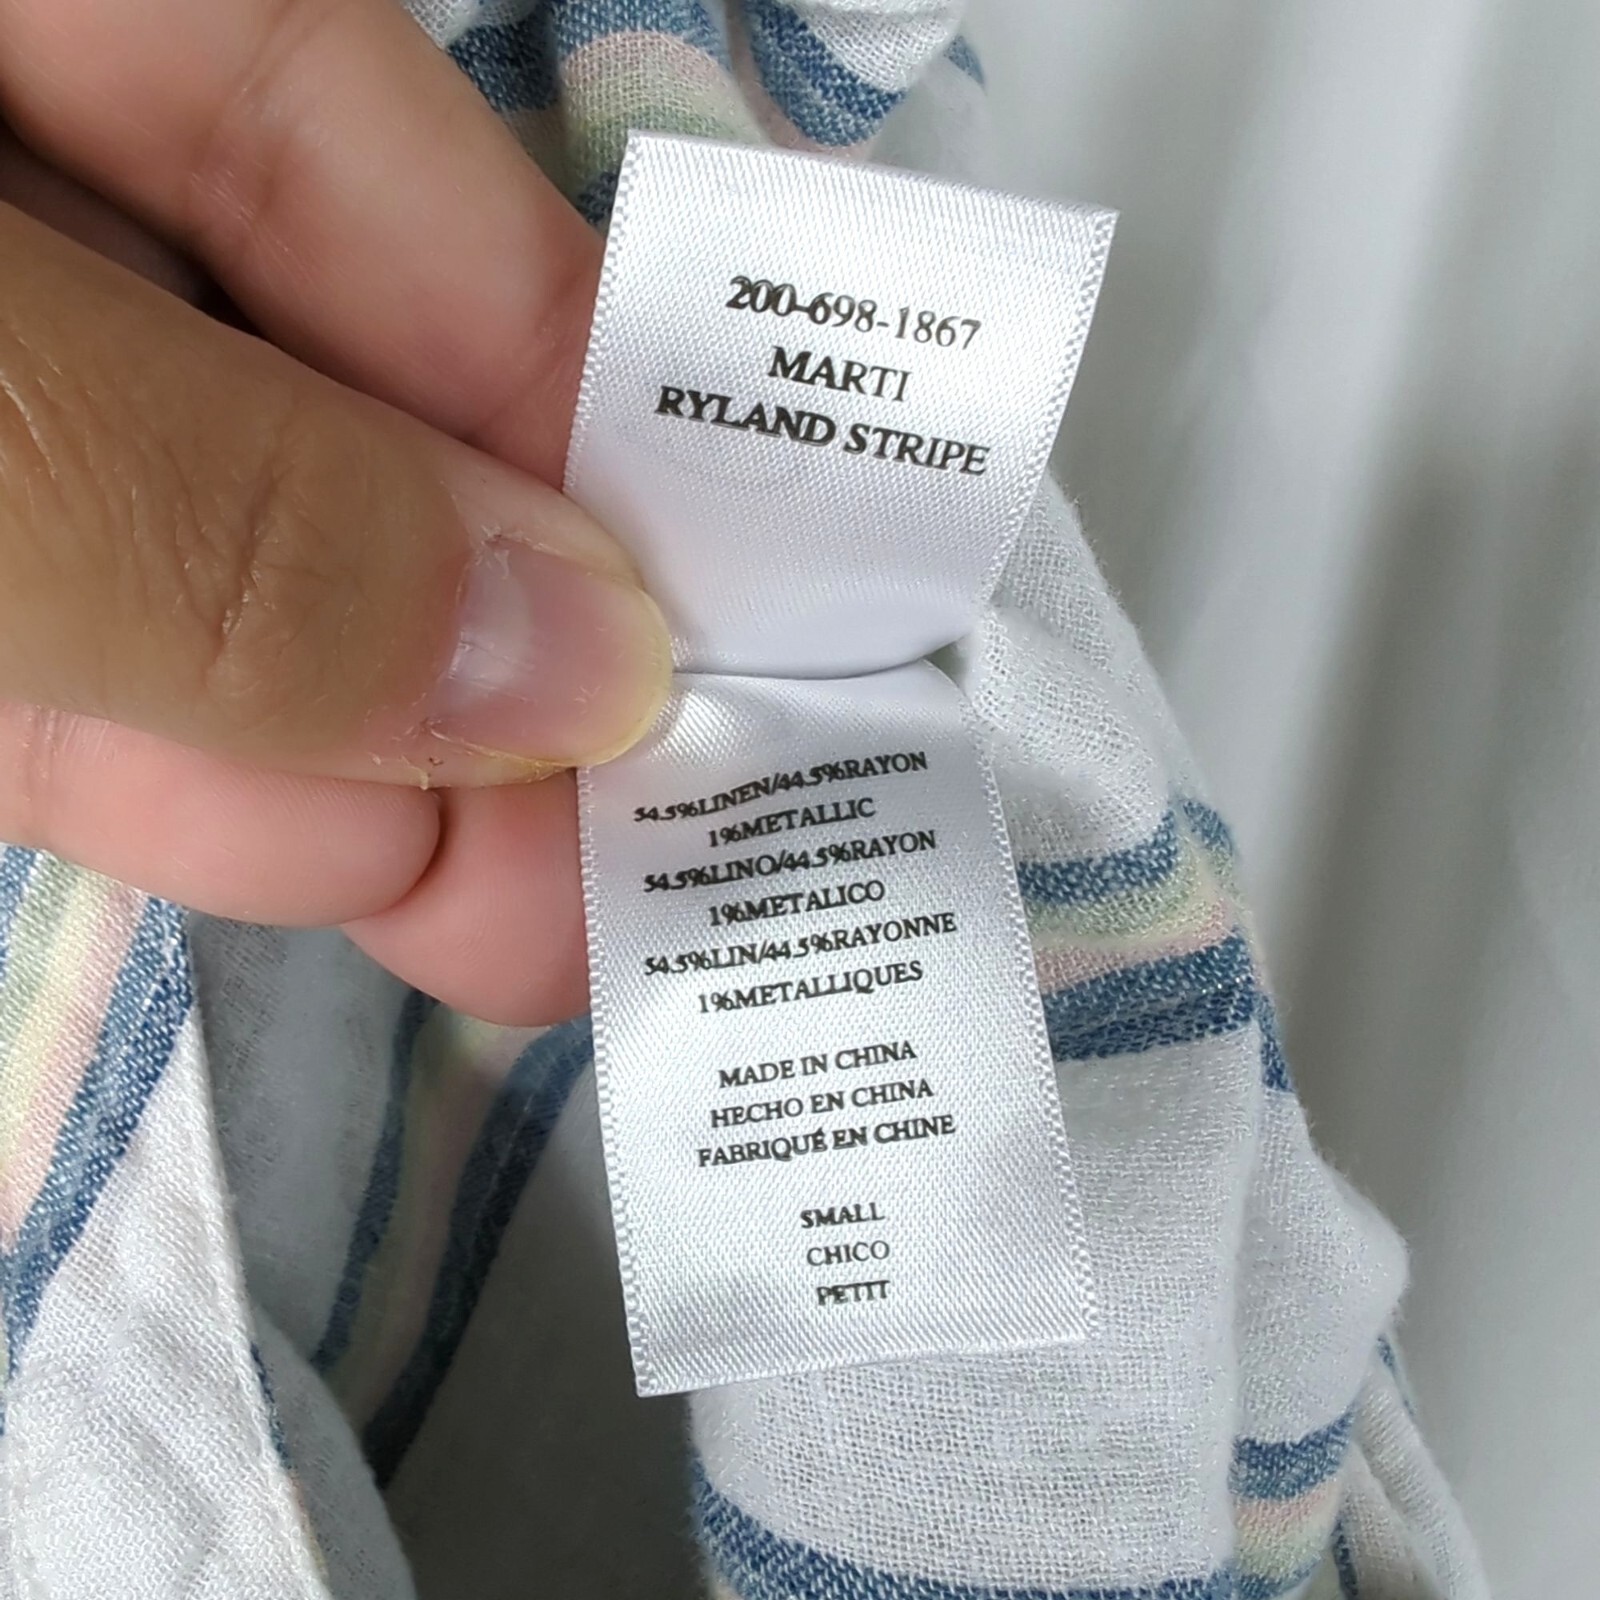 200-698-1867
MARTI
RYLAND STRIPE
54.5%LINEN/44.5%RAYON
1%METALLIC
54.5%LINO/44.5%RAYON
1%METALICO
54.5%LIN/44.5%RAYONNE
1%METALLIQUES
MADE IN CHINA
HECHO EN CHINA
FABRIQUÉ EN CHINE
SMALL
CHICO
PETIT